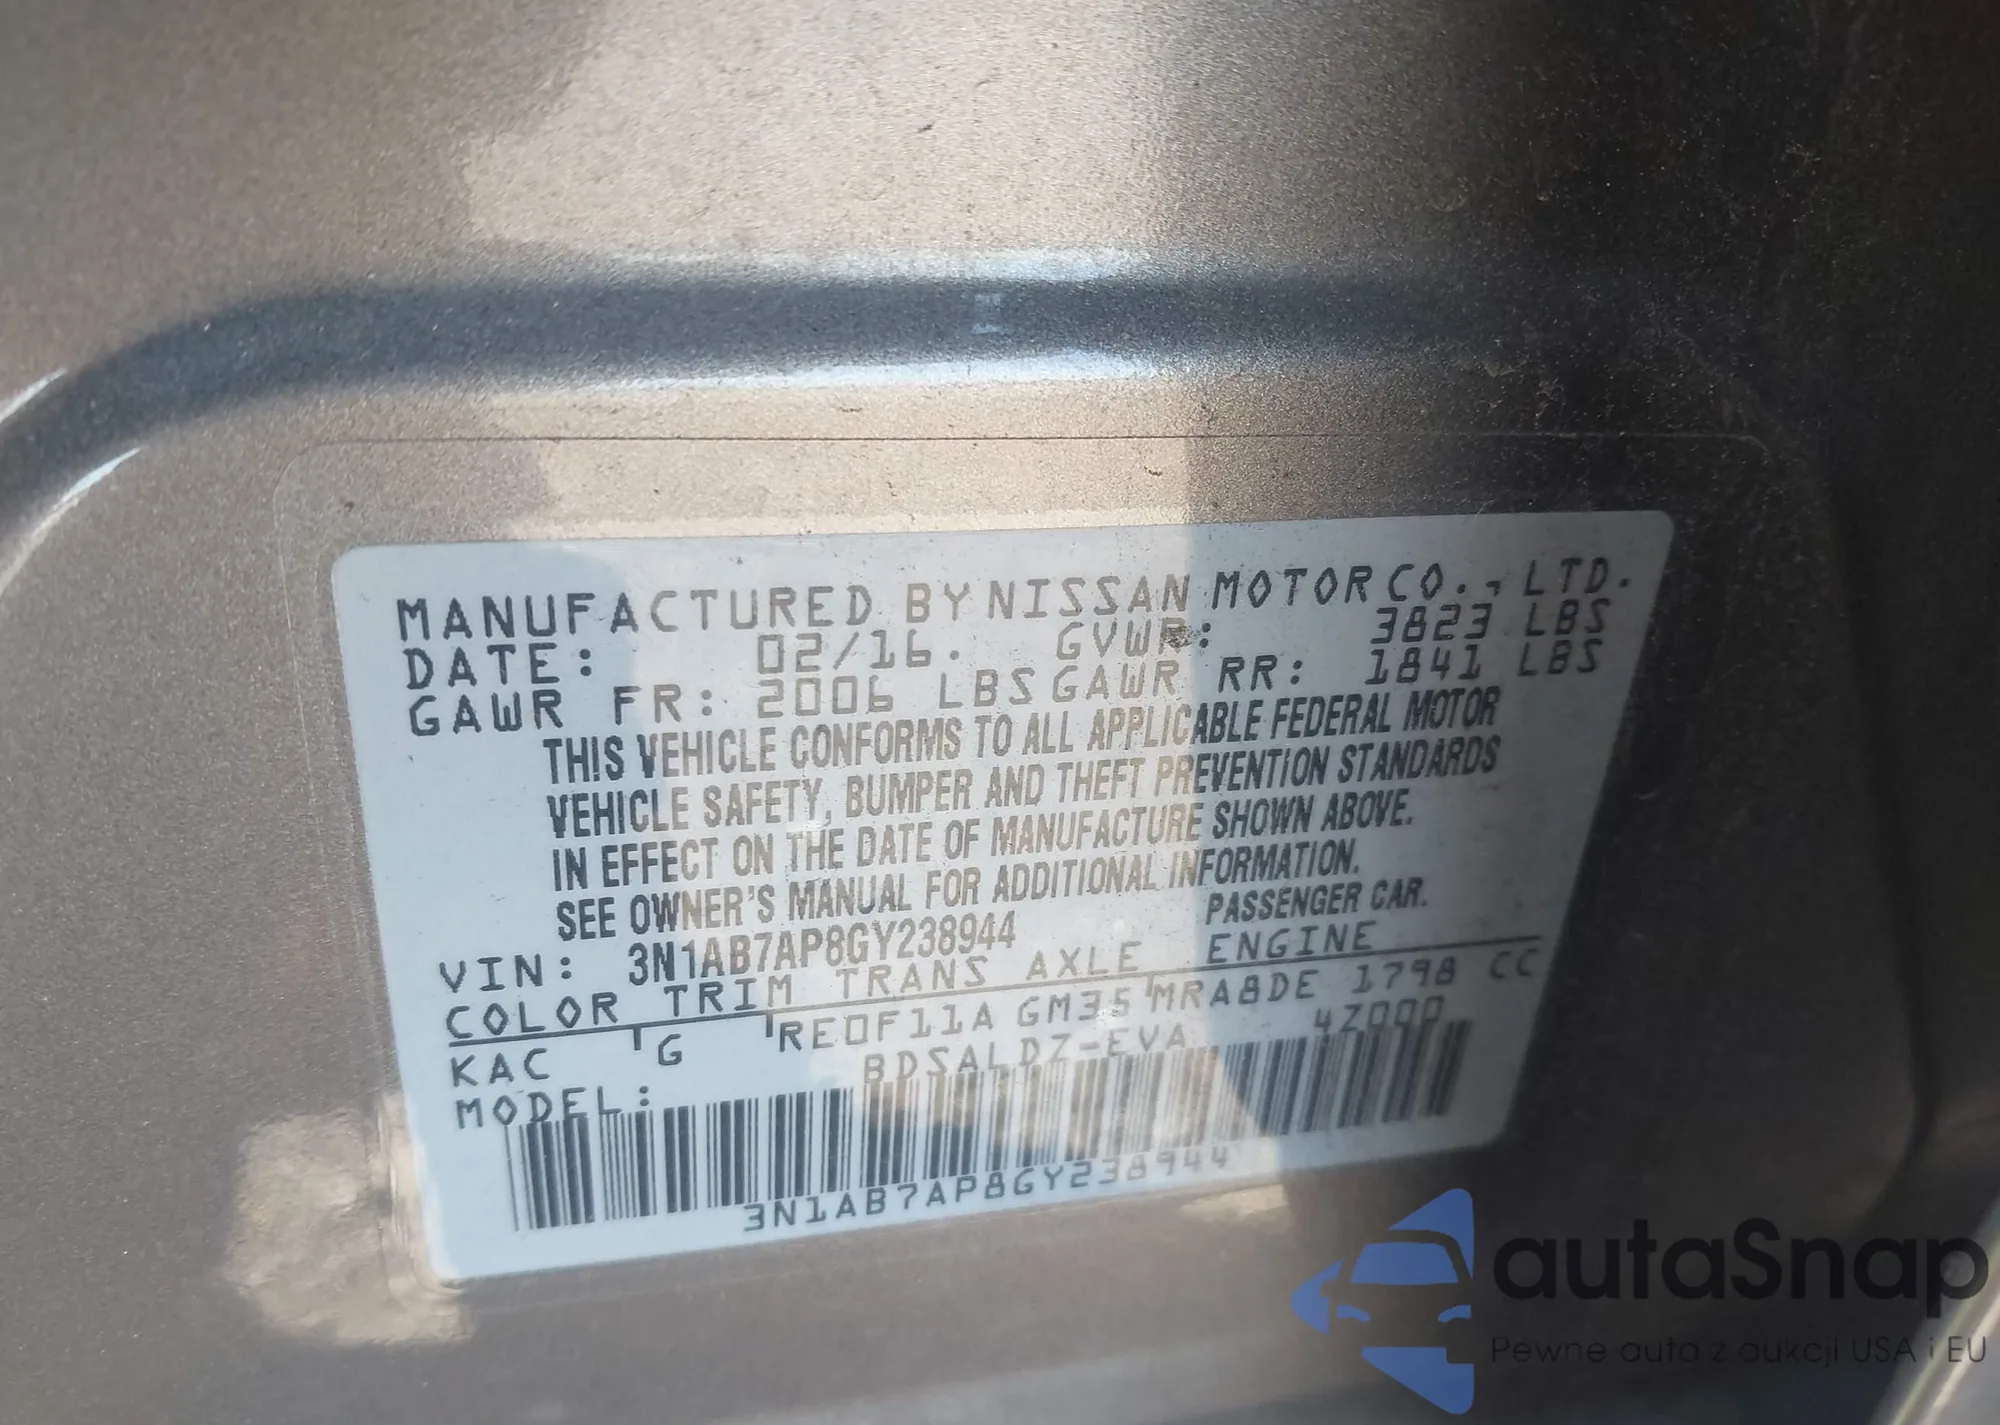 MANUFACTURED BY NISSAN MOTOR CO., LTD.
DATE: 02/16. GVWR: 3823 LBS
GAWR FR: 2006 LBS GAWR RR: 1841 LBS
THIS VEHICLE CONFORMS TO ALL APPLICABLE FEDERAL MOTOR
VEHICLE SAFETY, BUMPER AND THEFT PREVENTION STANDARDS
IN EFFECT ON THE DATE OF MANUFACTURE SHOWN ABOVE.
SEE OWNER'S MANUAL FOR ADDITIONAL INFORMATION.
VIN: 3N1AB7AP8GY238944 PASSENGER CAR.
COLOR TRIM TRANS AXLE ENGINE
KAC G RE0F11A GM35 MRA8DE 1798 CC
MODEL: BDSALDZ-EVA 4Z000
3N1AB7AP8GY238944
autaSnap
Pewne auta z aukcji USA i EU